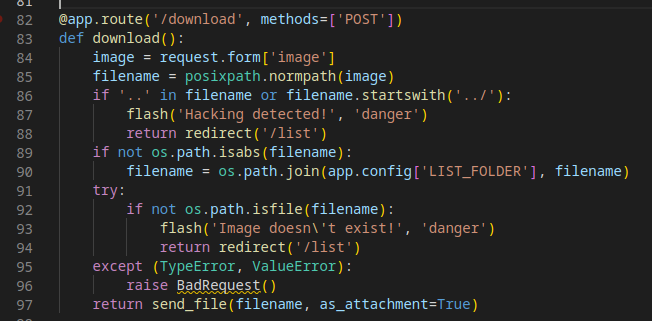 81
82 @app.route('/download', methods=['POST'])
83 def download():
84     image = request.form['image']
85     filename = posixpath.normpath(image)
86     if '..' in filename or filename.startswith('../'):
87         flash('Hacking detected!', 'danger')
88         return redirect('/list')
89     if not os.path.isabs(filename):
90         filename = os.path.join(app.config['LIST_FOLDER'], filename)
91     try:
92         if not os.path.isfile(filename):
93             flash('Image doesn\'t exist!', 'danger')
94             return redirect('/list')
95     except (TypeError, ValueError):
96         raise BadRequest()
97     return send_file(filename, as_attachment=True)